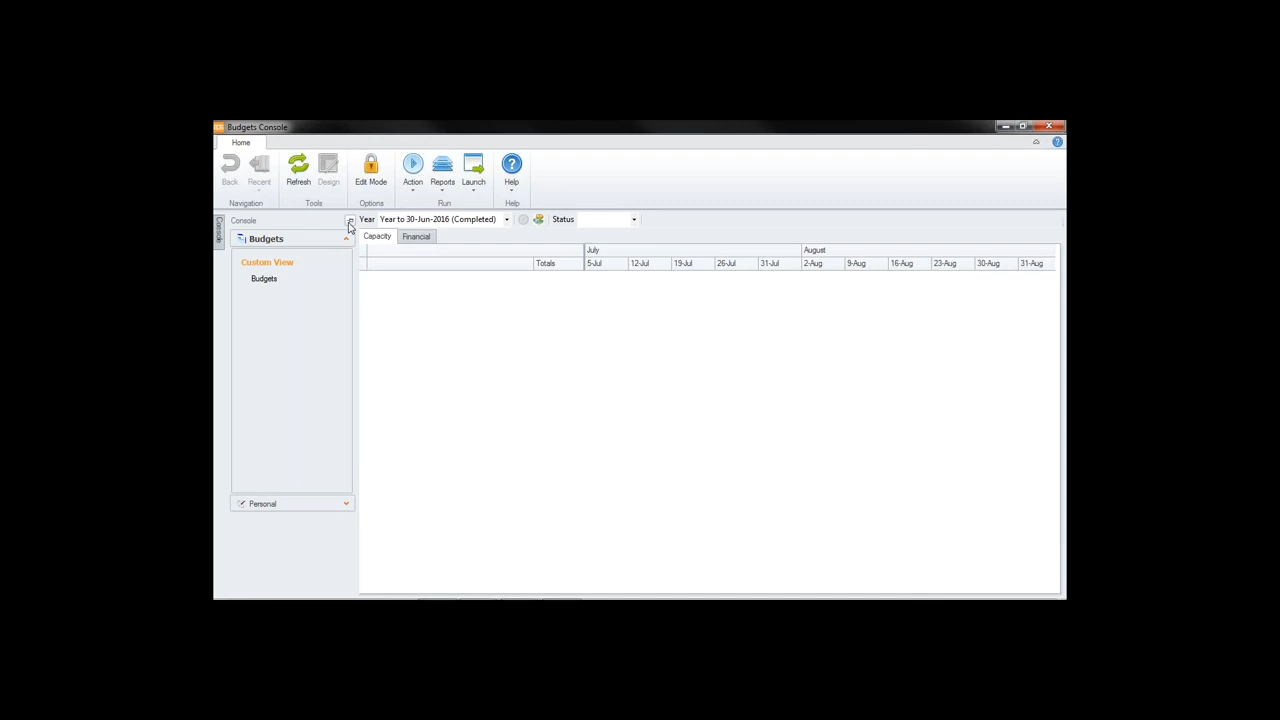 Budgets Console
Home
Back Recent Refresh Design Edit Mode Action Reports Launch Help
Navigation Tools Options Run Help
Console
Console
Year Year to 30-Jun-2016 (Completed) Status
Budgets
Capacity Financial
July August
Custom View
Totals 5-Jul 12-Jul 19-Jul 26-Jul 31-Jul 2-Aug 9-Aug 16-Aug 23-Aug 30-Aug 31-Aug
Budgets
Personal